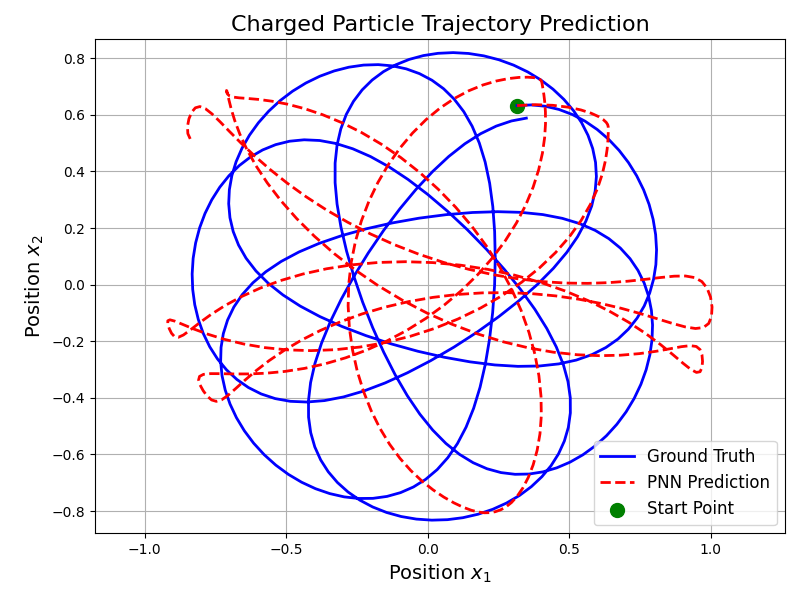 Charged Particle Trajectory Prediction
Position x₂
0.8
0.6
0.4
0.2
0.0
−0.2
−0.4
−0.6
−0.8
Ground Truth
PNN Prediction
Start Point
−1.0
−0.5
0.0
0.5
1.0
Position x₁